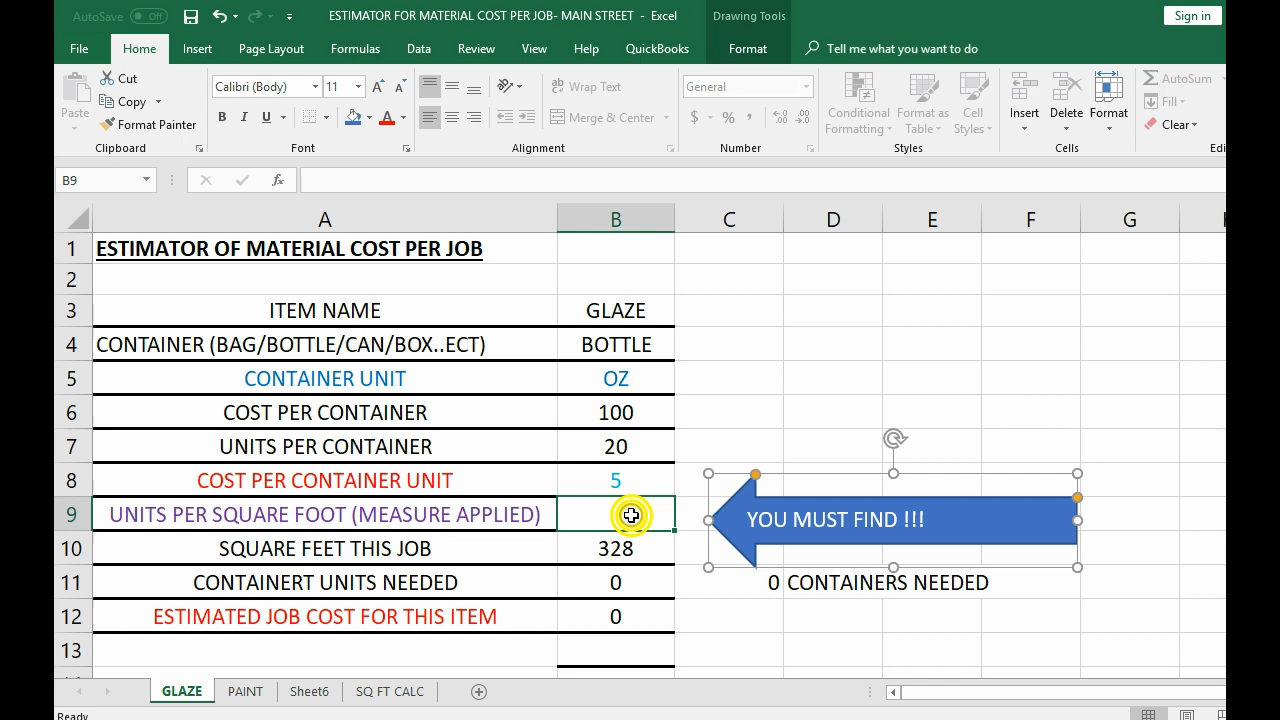 AutoSave Off ESTIMATOR FOR MATERIAL COST PER JOB- MAIN STREET - Excel Drawing Tools Sign in
File Home Insert Page Layout Formulas Data Review View Help QuickBooks Format Tell me what you want to do
Paste Cut Copy Format Painter Clipboard
Calibri (Body) 11 B I U A Font
Wrap Text Merge & Center Alignment
General $ % , Number
Conditional Formatting Format as Table Cell Styles Styles
Insert Delete Format Cells
AutoSum Fill Clear Edi
B9 fx
A B C D E F G
1 ESTIMATOR OF MATERIAL COST PER JOB
2
3 ITEM NAME GLAZE
4 CONTAINER (BAG/BOTTLE/CAN/BOX..ECT) BOTTLE
5 CONTAINER UNIT OZ
6 COST PER CONTAINER 100
7 UNITS PER CONTAINER 20
8 COST PER CONTAINER UNIT 5
9 UNITS PER SQUARE FOOT (MEASURE APPLIED) YOU MUST FIND !!!
10 SQUARE FEET THIS JOB 328
11 CONTAINERT UNITS NEEDED 0 0 CONTAINERS NEEDED
12 ESTIMATED JOB COST FOR THIS ITEM 0
13
GLAZE PAINT Sheet6 SQ FT CALC
Ready